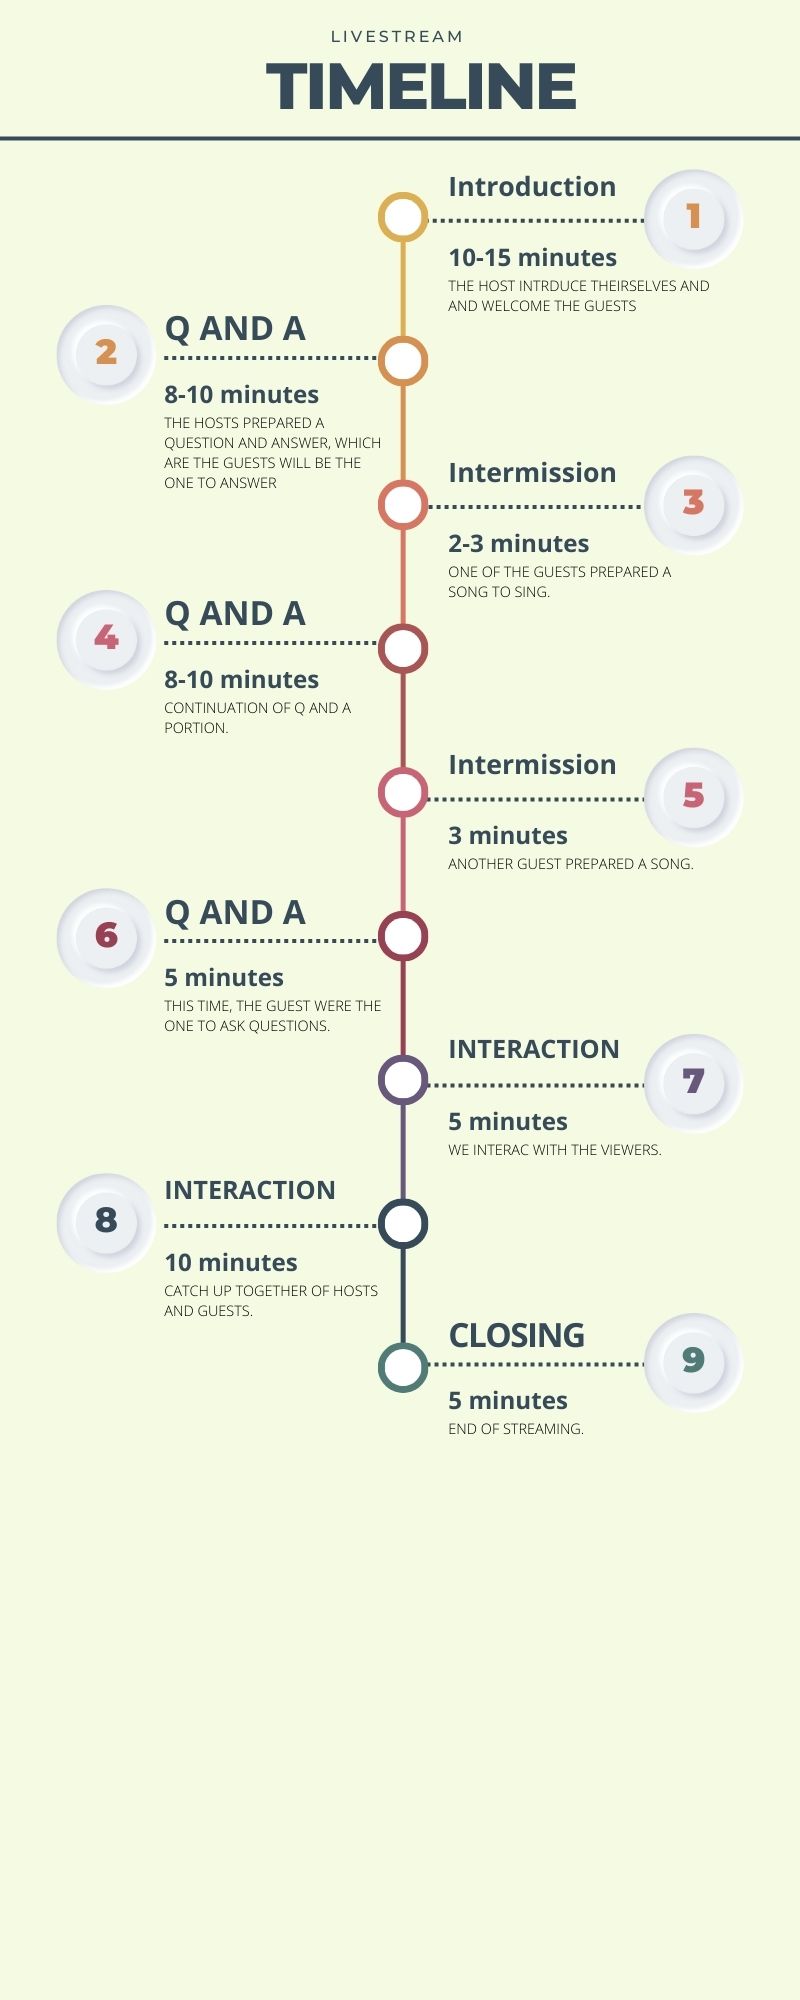 LIVESTREAM
TIMELINE
Introduction
1
10-15 minutes
THE HOST INTRDUCE THEIRSELVES AND
AND WELCOME THE GUESTS
2
Q AND A
8-10 minutes
THE HOSTS PREPARED A
QUESTION AND ANSWER, WHICH
ARE THE GUESTS WILL BE THE
ONE TO ANSWER
Intermission
3
2-3 minutes
ONE OF THE GUESTS PREPARED A
SONG TO SING.
4
Q AND A
8-10 minutes
CONTINUATION OF Q AND A
PORTION.
Intermission
5
3 minutes
ANOTHER GUEST PREPARED A SONG.
6
Q AND A
5 minutes
THIS TIME, THE GUEST WERE THE
ONE TO ASK QUESTIONS.
INTERACTION
7
5 minutes
WE INTERAC WITH THE VIEWERS.
8
INTERACTION
10 minutes
CATCH UP TOGETHER OF HOSTS
AND GUESTS.
CLOSING
9
5 minutes
END OF STREAMING.